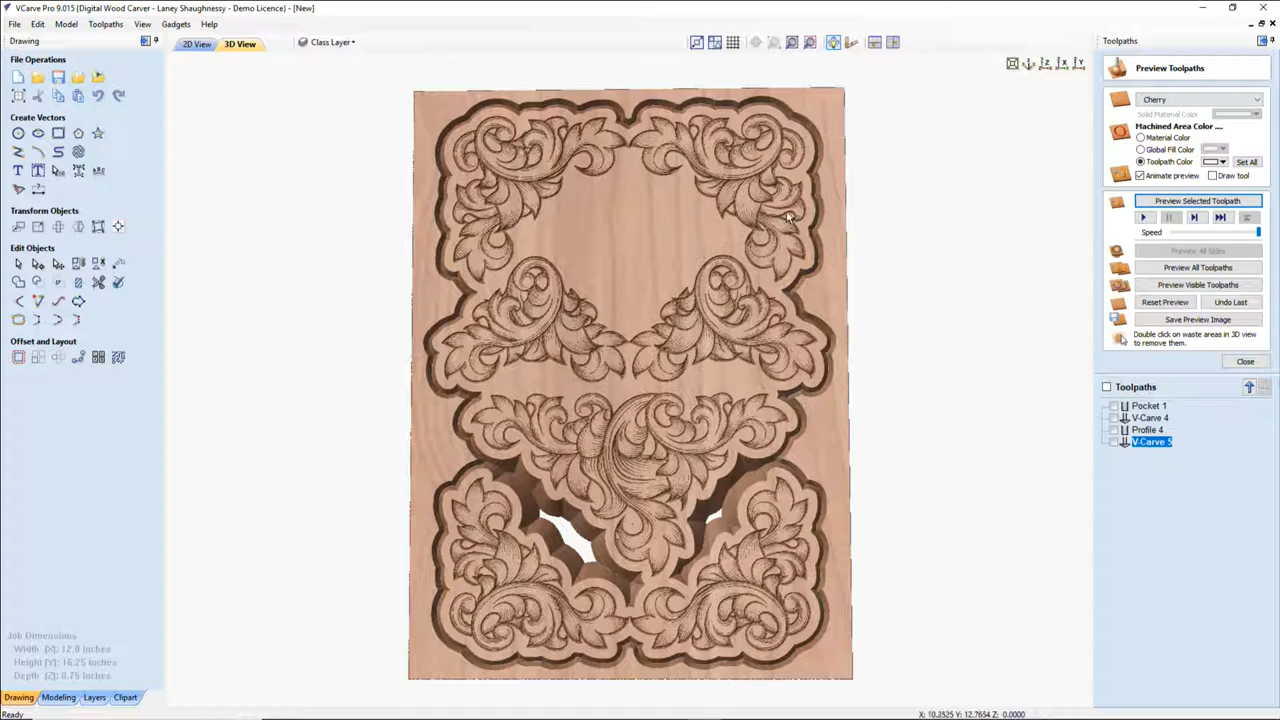 VCarve Pro 9.015 {Digital Wood Carver - Laney Shaughnessy - Demo Licence} - [New]
File Edit Model Toolpaths View Gadgets Help
Drawing
File Operations
Create Vectors
Transform Objects
Edit Objects
Offset and Layout
Job Dimensions
Width (X): 12.0 Inches
Height (Y): 16.25 Inches
Depth (Z): 0.75 Inches
Drawing Modeling Layers Clipart
Ready
2D View 3D View
Class Layer
Toolpaths
Preview Toolpaths
Cherry
Solid Material Color
Machined Area Color ....
Material Color
Global Fill Color
Toolpath Color
Set All
Animate preview
Draw tool
Preview Selected Toolpath
Speed
Preview All Sides
Preview All Toolpaths
Preview Visible Toolpaths
Reset Preview
Undo Last
Save Preview Image
Double click on waste areas in 3D view
to remove them.
Close
Toolpaths
Pocket 1
V-Carve 4
Profile 4
V-Carve 5
X: 10.3525 Y: 12.7654 Z: 0.0000